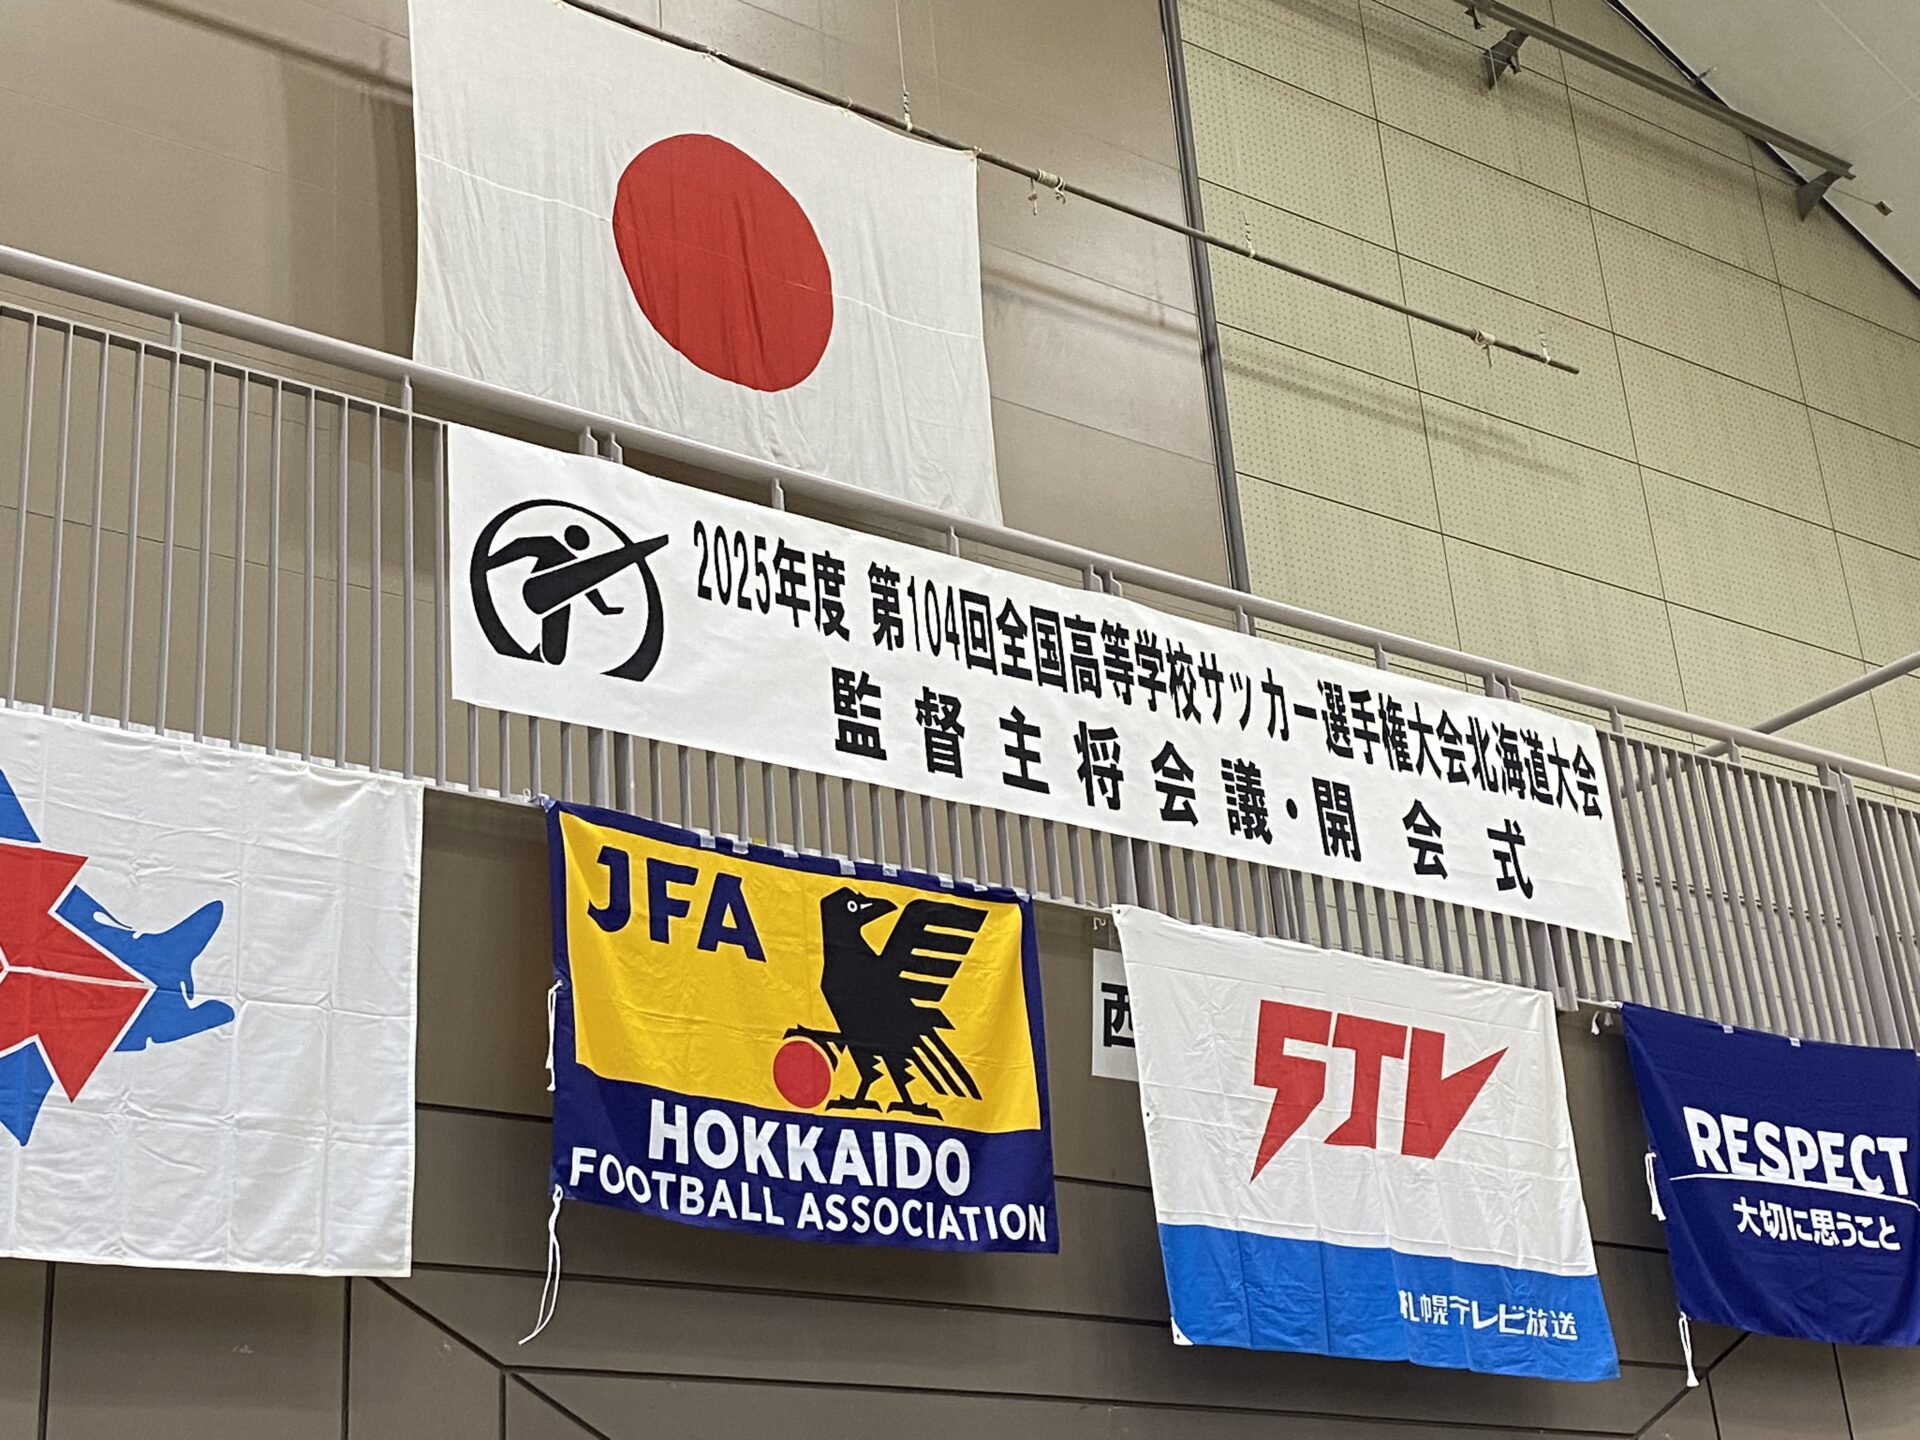 2025年度 第104回全国高等学校サッカー選手権大会北海道大会
監督主将会議・開会式
JFA
HOKKAIDO
FOOTBALL ASSOCIATION
西
STV
札幌テレビ放送
RESPECT
大切に思うこと